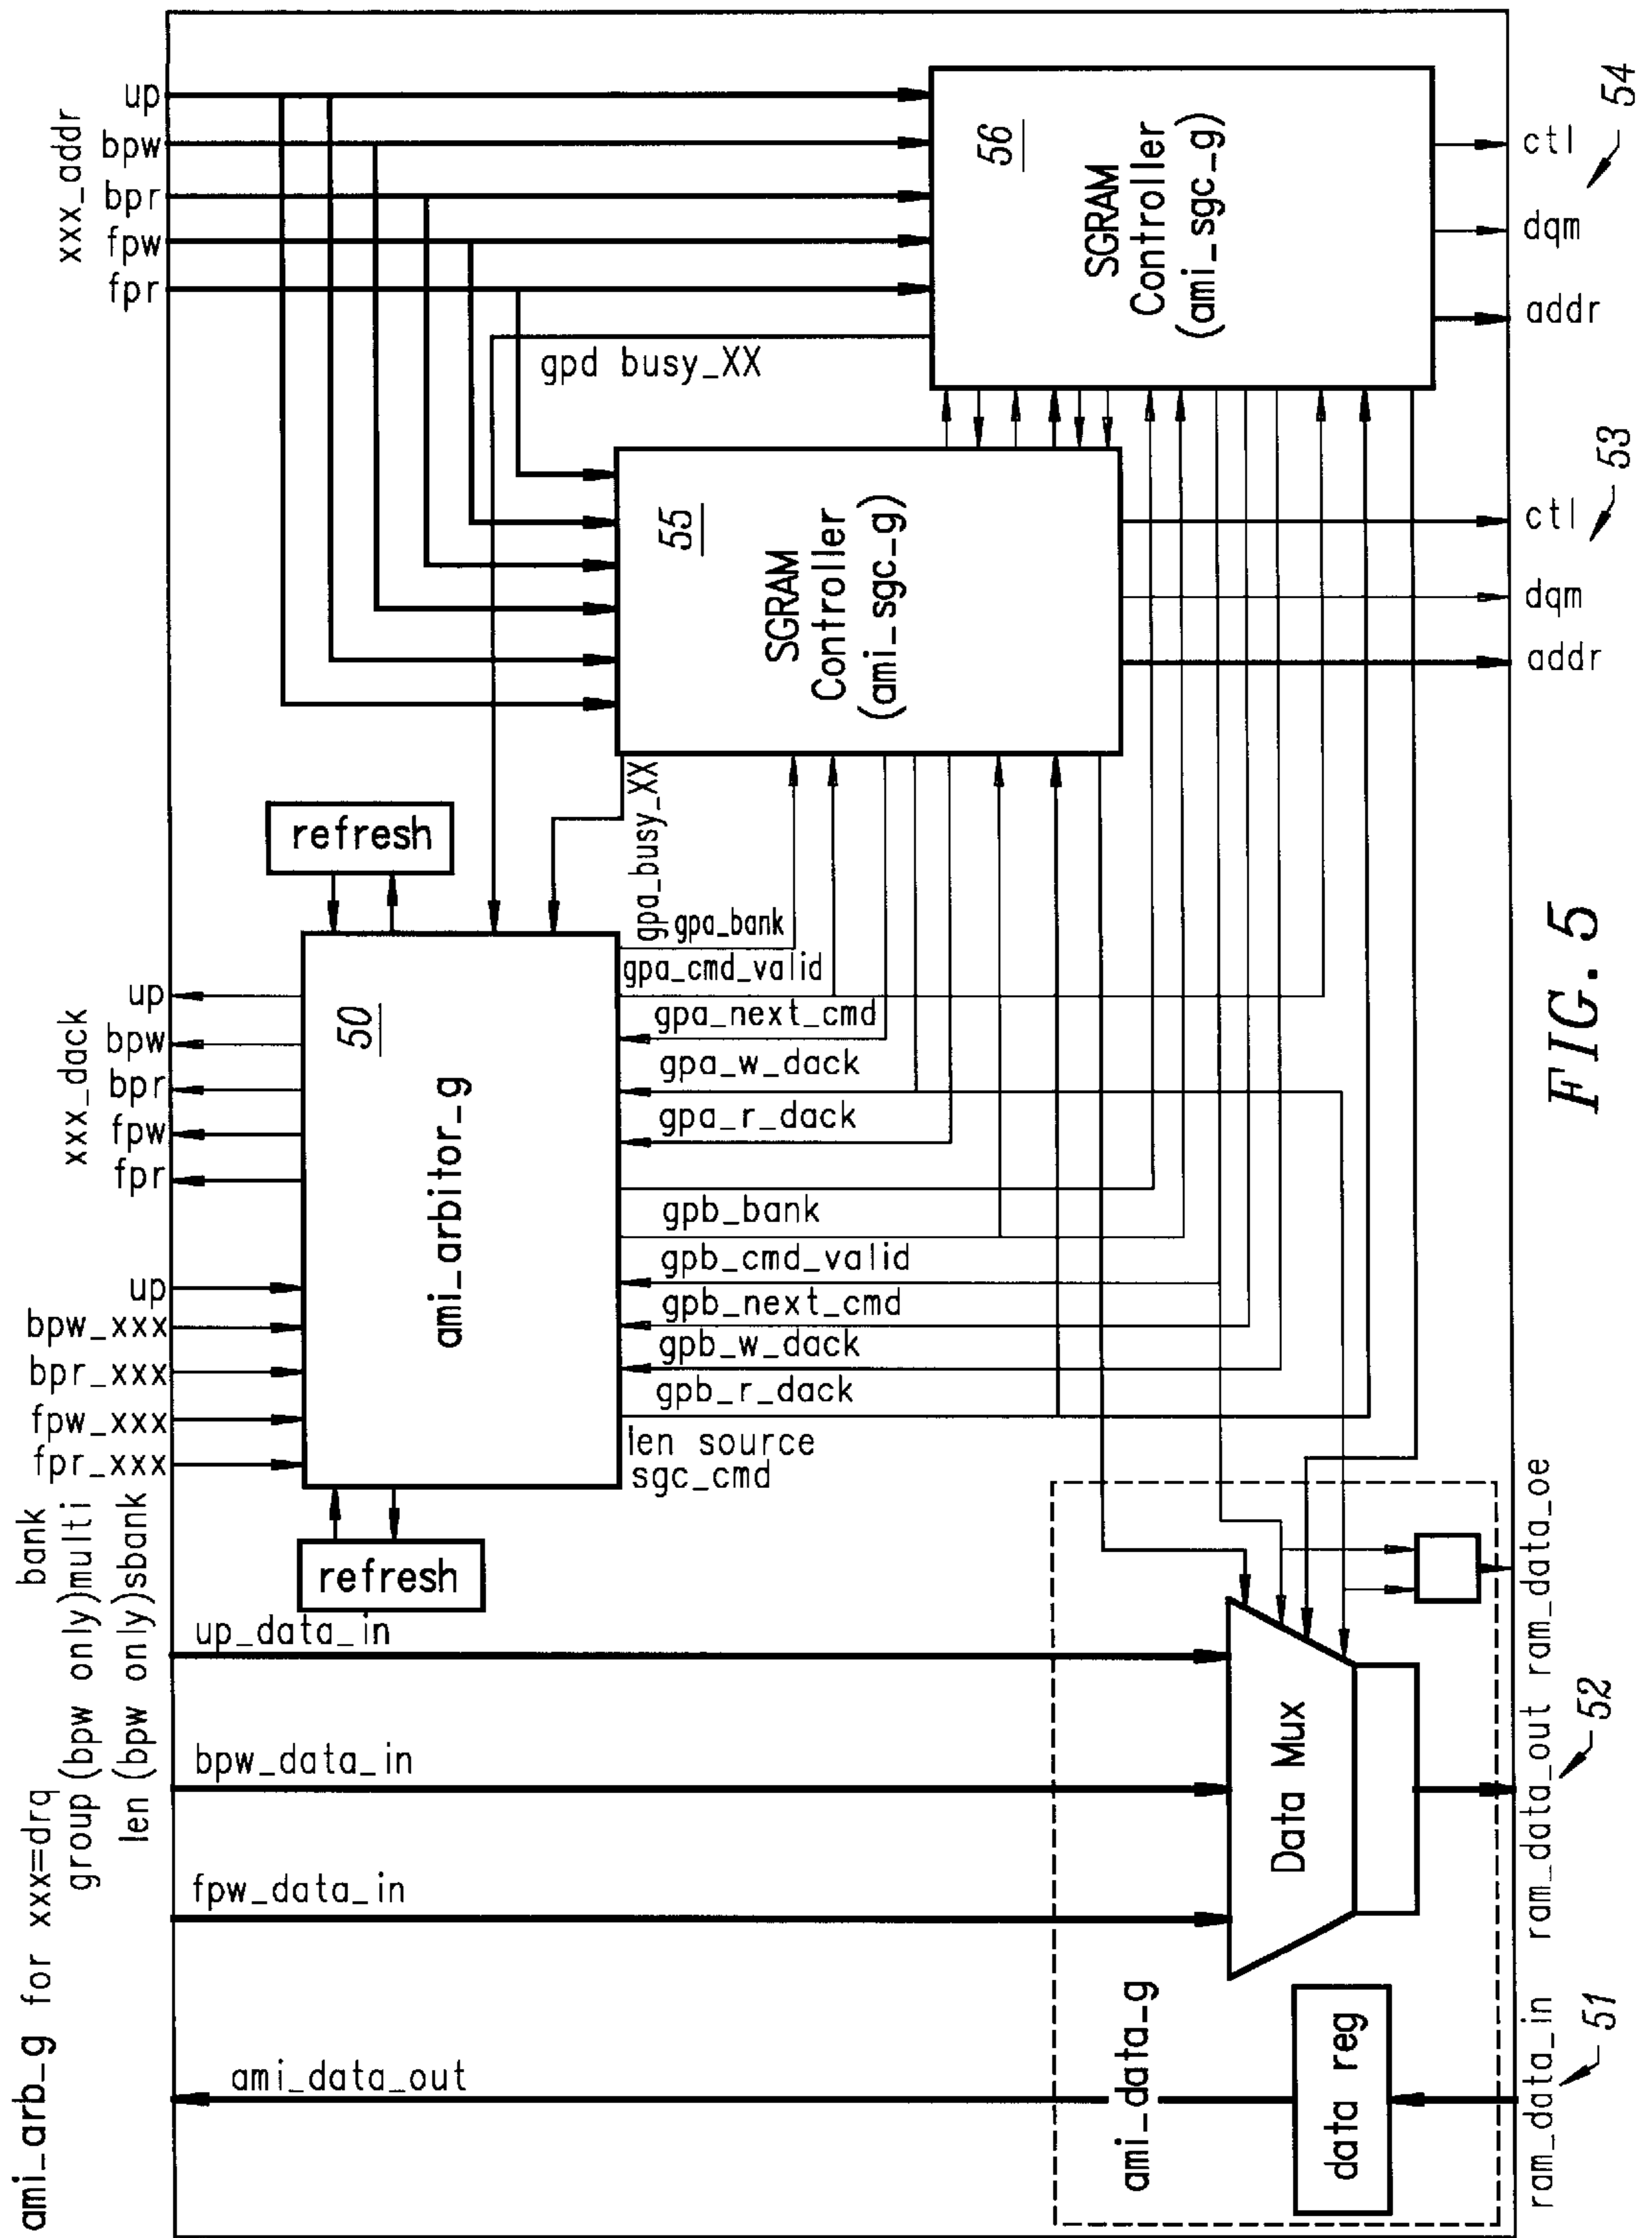 ami_arb_g for xxx=drq
bank
group (bpw only)multi
len (bpw only)sbank
fpr_xxx
fpw_xxx
bpr_xxx
bpw_xxx
up
fpr
fpw
bpr
bpw
up
xxx_dack
fpr
fpw
bpr
bpw
up
xxx_addr
refresh
50
ami_arbitor_g
refresh
gpd busy_XX
gpa_busy_XX
gpa_bank
gpa_cmd_valid
gpa_next_cmd
gpa_w_dack
gpa_r_dack
gpb_bank
gpb_cmd_valid
gpb_next_cmd
gpb_w_dack
gpb_r_dack
len source
sgc_cmd
55
SGRAM
Controller
(ami_sgc_g)
56
SGRAM
Controller
(ami_sgc_g)
ami_data_out
fpw_data_in
bpw_data_in
up_data_in
ami_data_g
data reg
Data Mux
ram_data_in
51
ram_data_out
52
ram_data_oe
addr
dqm
ctl
53
addr
dqm
ctl
54
FIG. 5